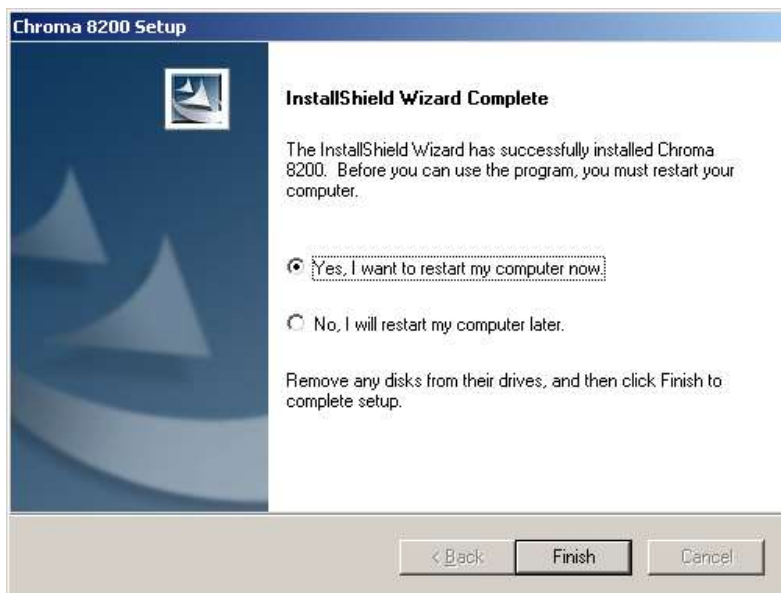 Chroma 8200 Setup
InstallShield Wizard Complete
The InstallShield Wizard has successfully installed Chroma
8200. Before you can use the program, you must restart your
computer.
Yes, I want to restart my computer now.
No, I will restart my computer later.
Remove any disks from their drives, and then click Finish to
complete setup.
< Back Finish Cancel